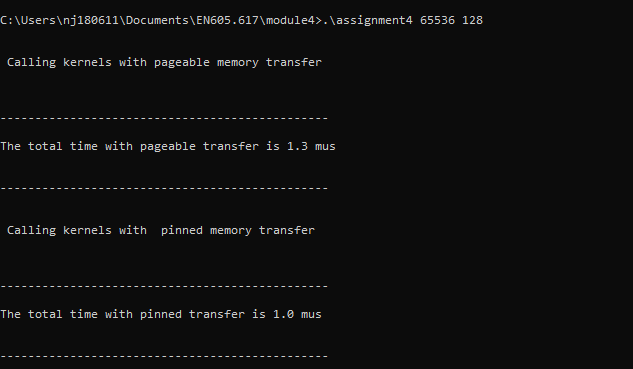 C:\Users\nj180611\Documents\EN605.617\module4>.\assignment4 65536 128
Calling kernels with pageable memory transfer
-----------------------------------------------
The total time with pageable transfer is 1.3 mus
-----------------------------------------------
Calling kernels with  pinned memory transfer
-----------------------------------------------
The total time with pinned transfer is 1.0 mus
-----------------------------------------------